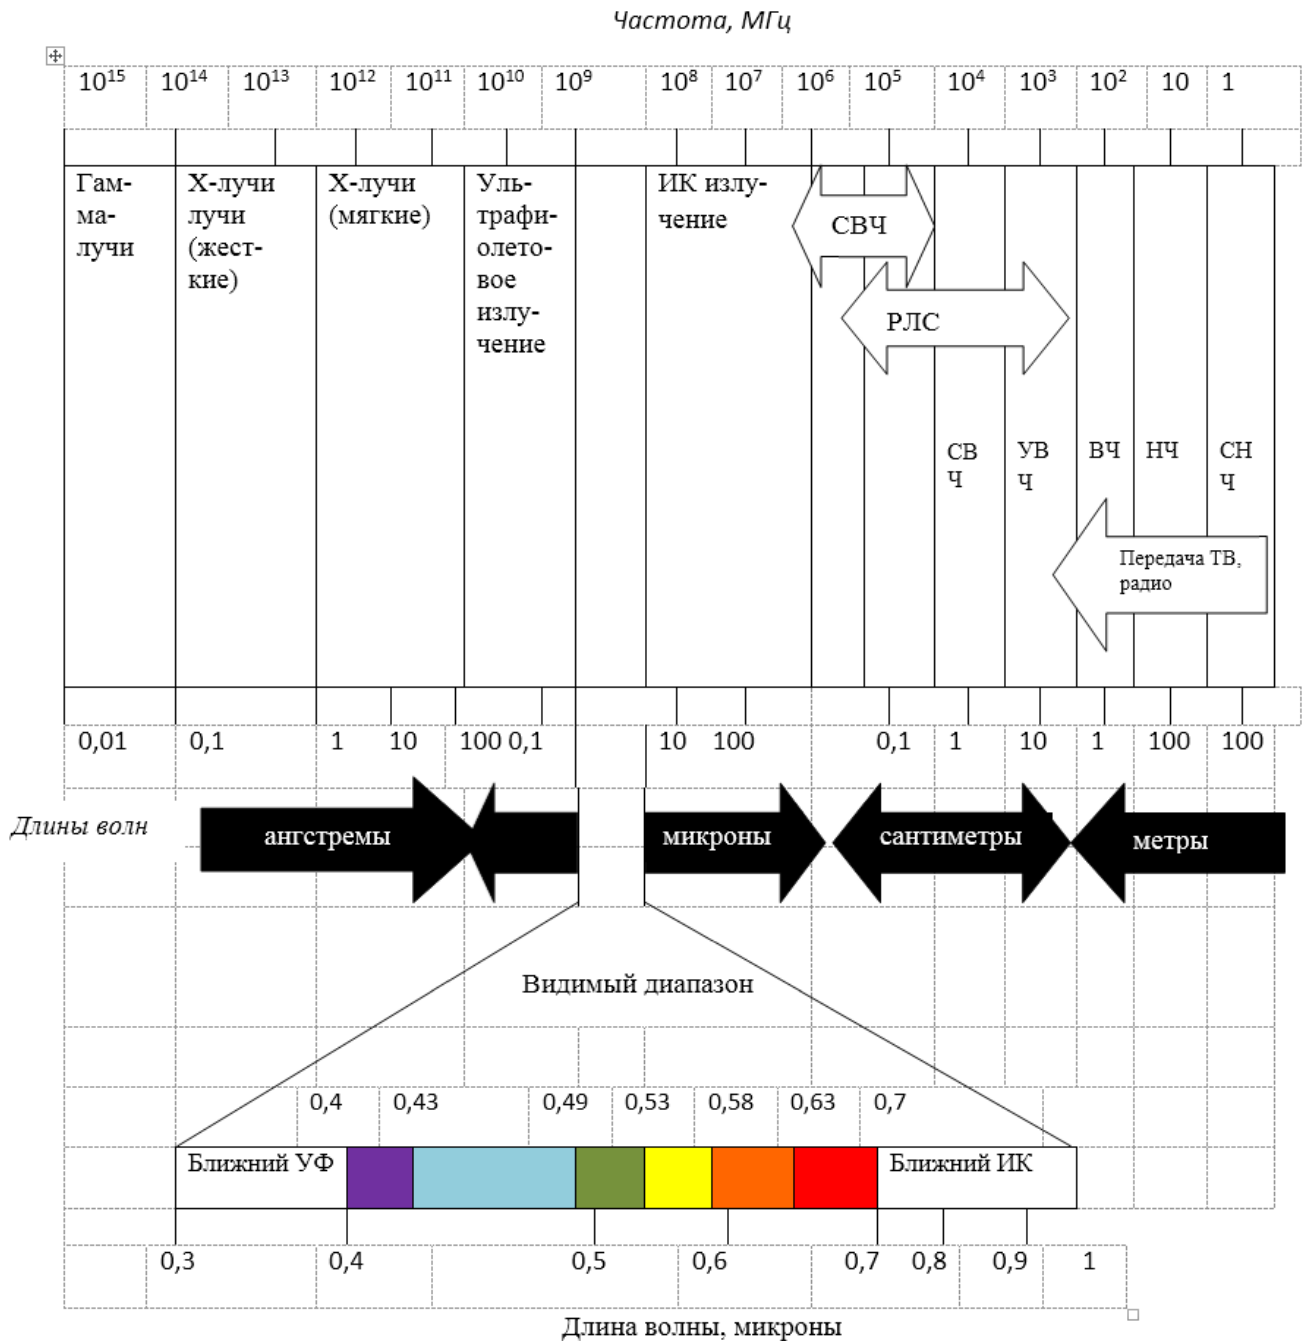 Частота, МГц
10¹⁵ 10¹⁴ 10¹³ 10¹² 10¹¹ 10¹⁰ 10⁹ 10⁸ 10⁷ 10⁶ 10⁵ 10⁴ 10³ 10² 10 1
Гам-
ма-
лучи
Х-лучи
лучи
(жест-
кие)
Х-лучи
(мягкие)
Уль-
трафи-
олето-
вое
излу-
чение
ИК излу-
чение
СВЧ
РЛС
СВ
Ч
УВ
Ч
ВЧ
НЧ
СН
Ч
Передача ТВ,
радио
0,01 0,1 1 10 100 0,1 10 100 0,1 1 10 1 100 100
Длины волн
ангстремы
микроны
сантиметры
метры
Видимый диапазон
0,4 0,43 0,49 0,53 0,58 0,63 0,7
Ближний УФ
Ближний ИК
0,3 0,4 0,5 0,6 0,7 0,8 0,9 1
Длина волны, микроны